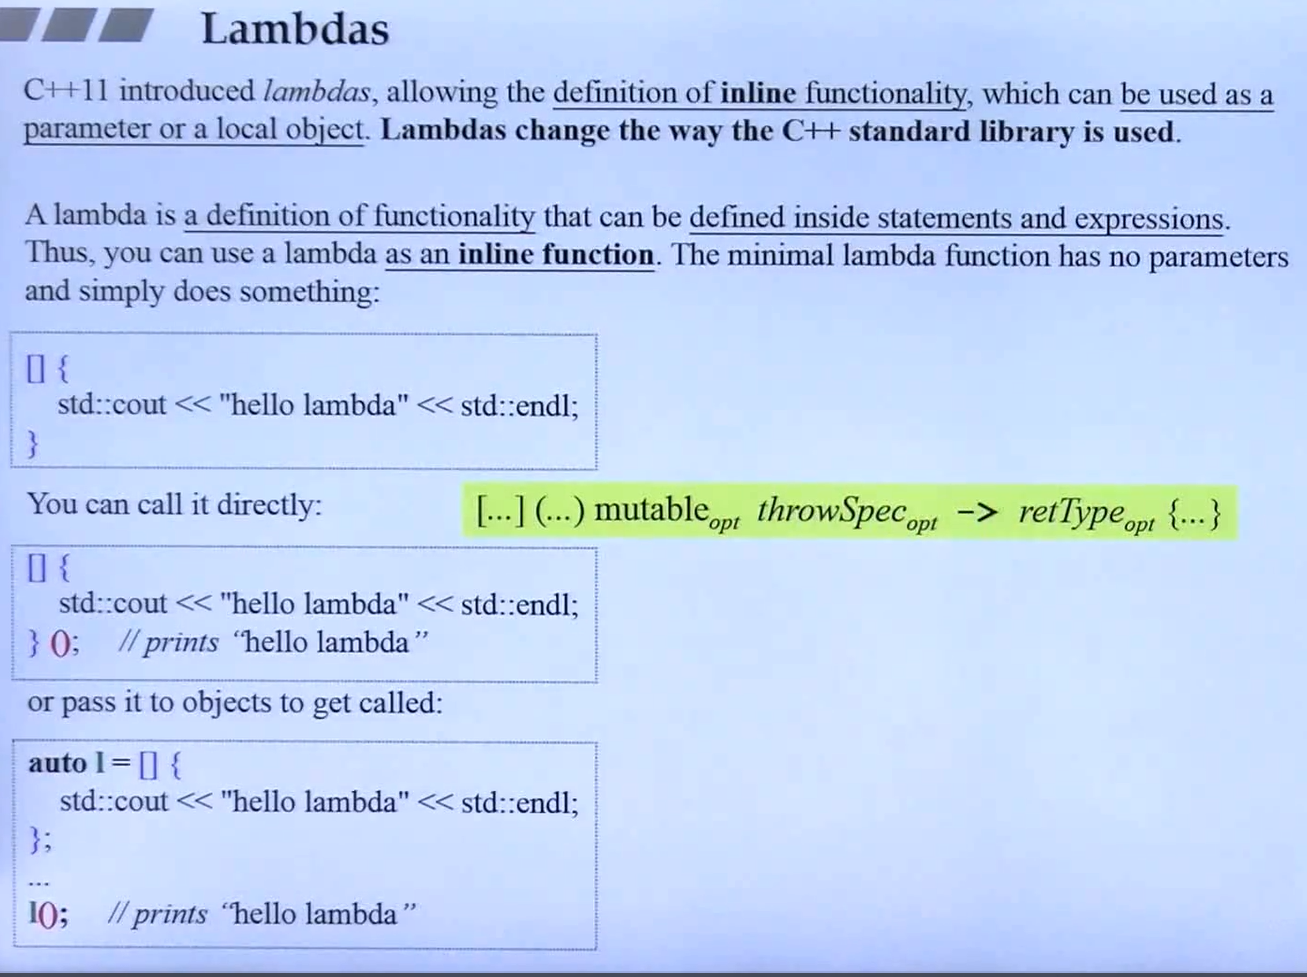 Lambdas
C++11 introduced lambdas, allowing the definition of inline functionality, which can be used as a
parameter or a local object. Lambdas change the way the C++ standard library is used.
A lambda is a definition of functionality that can be defined inside statements and expressions.
Thus, you can use a lambda as an inline function. The minimal lambda function has no parameters
and simply does something:
[] {
std::cout << "hello lambda" << std::endl;
}
You can call it directly:
[...] (...) mutable opt throwSpec opt -> retType opt {...}
[] {
std::cout << "hello lambda" << std::endl;
} (); // prints “hello lambda”
or pass it to objects to get called:
auto l = [] {
std::cout << "hello lambda" << std::endl;
};
...
l(); // prints “hello lambda”